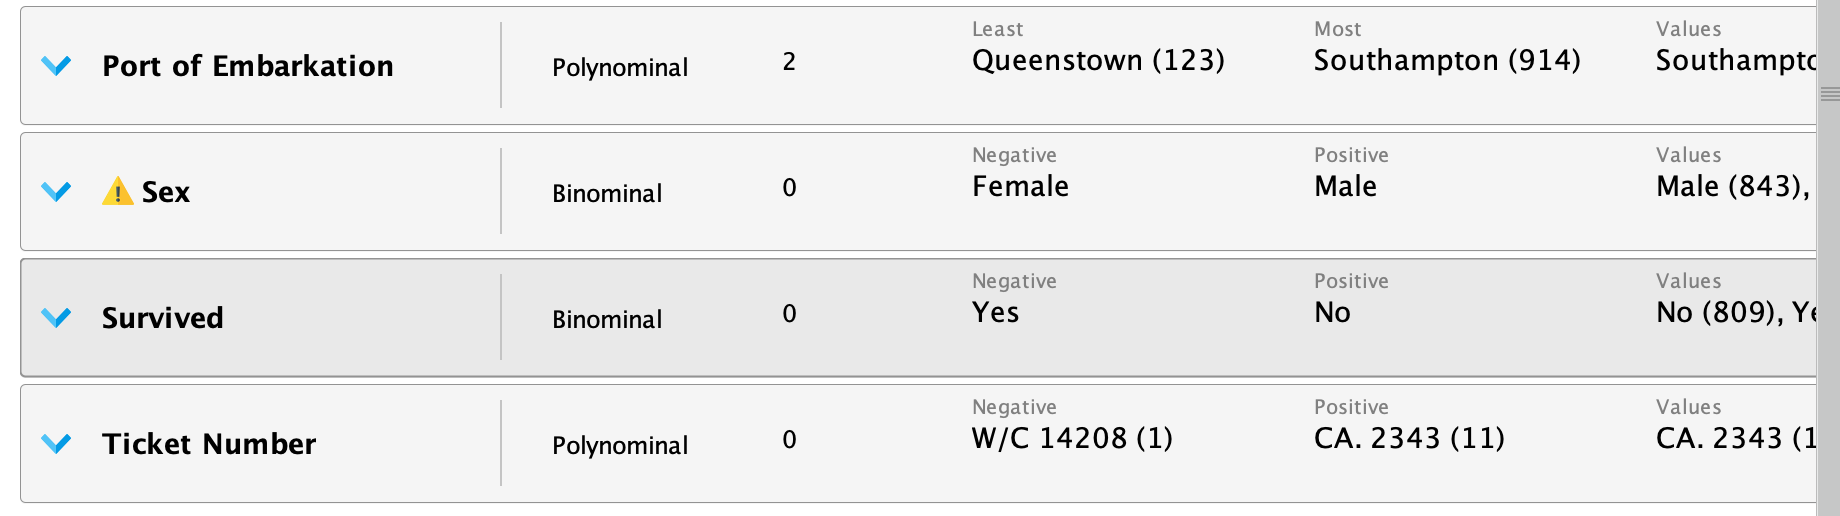 Port of Embarkation Polynominal 2 Least Most Values
Queenstown (123) Southampton (914) Southampto
Sex Binominal 0 Negative Positive Values
Female Male Male (843),
Survived Binominal 0 Negative Positive Values
Yes No No (809), Ye
Ticket Number Polynominal 0 Negative Positive Values
W/C 14208 (1) CA. 2343 (11) CA. 2343 (1